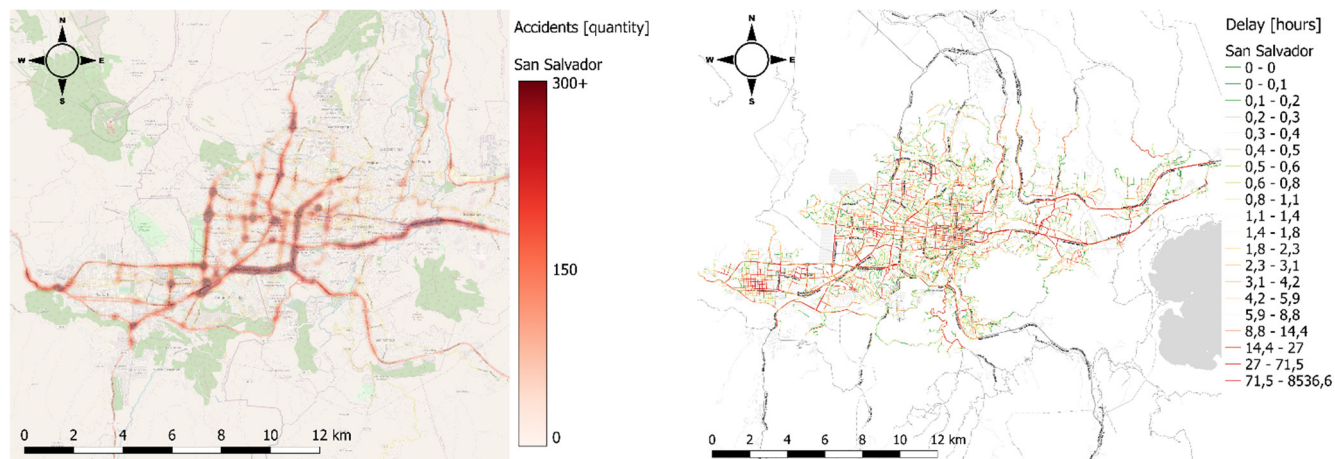 N
W E
S
Accidents [quantity]
San Salvador
300+
150
0
0 2 4 6 8 10 12 km
N
W E
S
Delay [hours]
San Salvador
0 - 0
0 - 0,1
0,1 - 0,2
0,2 - 0,3
0,3 - 0,4
0,4 - 0,5
0,5 - 0,6
0,6 - 0,8
0,8 - 1,1
1,1 - 1,4
1,4 - 1,8
1,8 - 2,3
2,3 - 3,1
3,1 - 4,2
4,2 - 5,9
5,9 - 8,8
8,8 - 14,4
14,4 - 27
27 - 71,5
71,5 - 8536,6
0 2 4 6 8 10 12 km